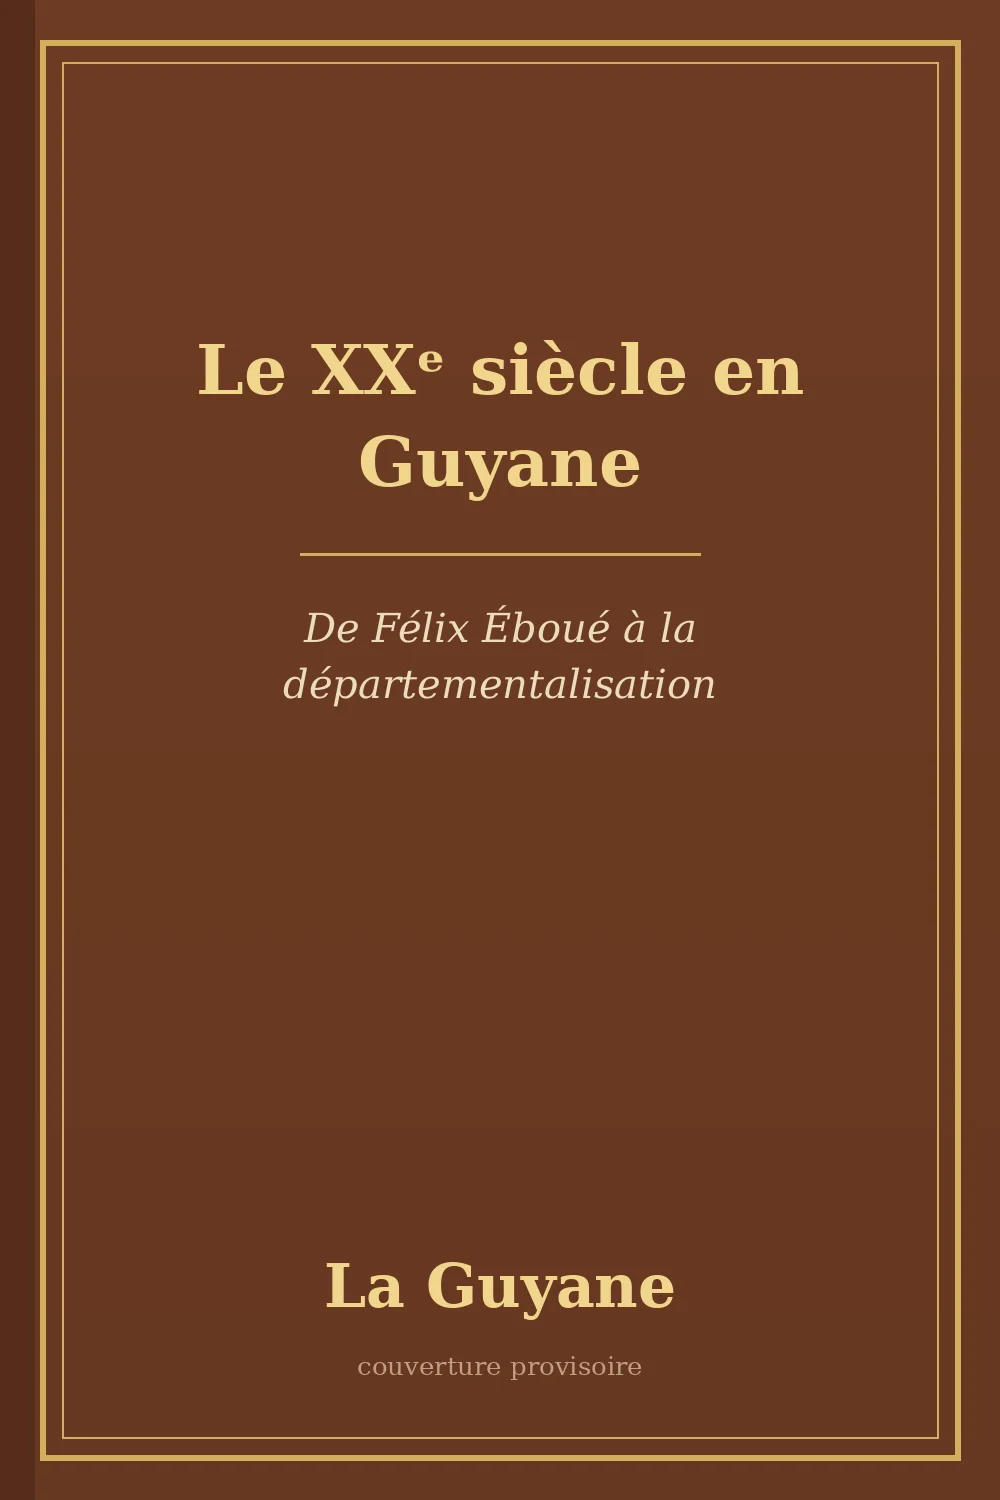 Le XXᵉ siècle en
Guyane
De Félix Éboué à la
départementalisation
La Guyane
couverture provisoire